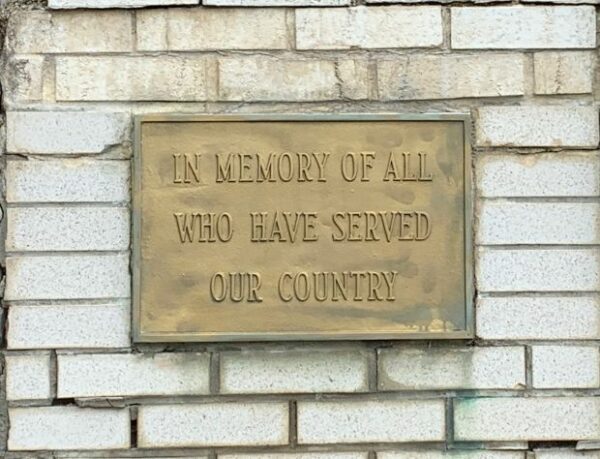 IN MEMORY OF ALL
WHO HAVE SERVED
OUR COUNTRY